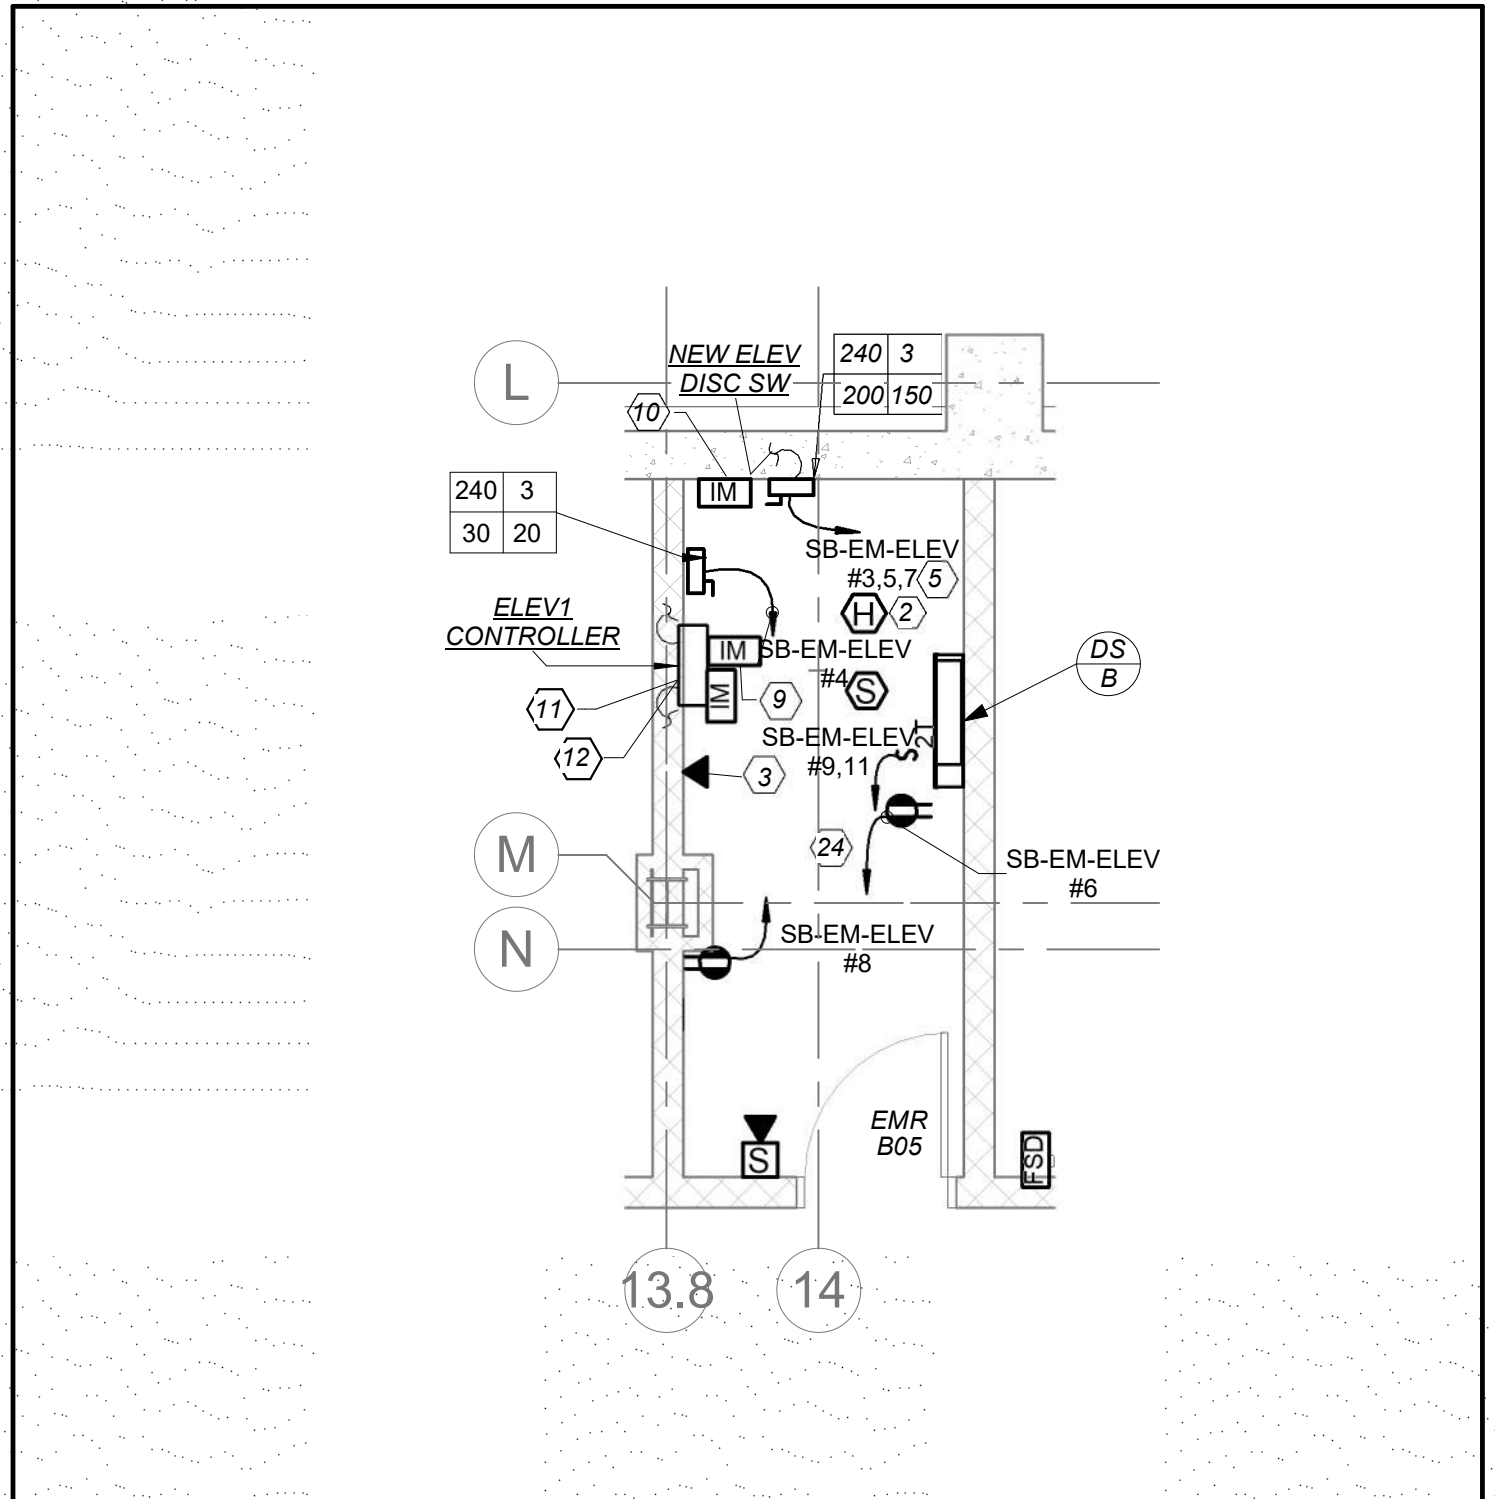 NEW ELEV
DISC SW
240 3
200 150
L
10
IM
240 3
30 20
SB-EM-ELEV
#3,5,7
5
H
2
ELEV1
CONTROLLER
IM
SB-EM-ELEV
#4
IM
S
DS
B
11
9
12
SB-EM-ELEV
#9,11
S2T
3
M
24
SB-EM-ELEV
#6
N
SB-EM-ELEV
#8
EMR
B05
S
FSD
13.8
14